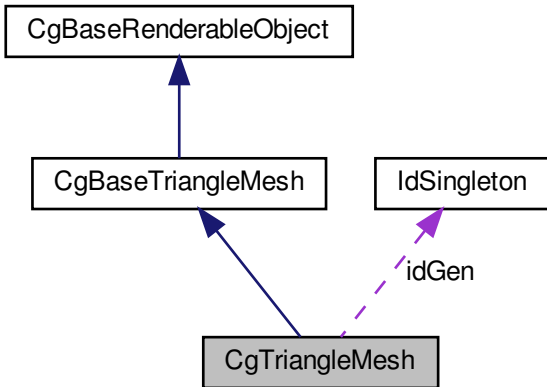 CgBaseRenderableObject
CgBaseTriangleMesh
IdSingleton
idGen
CgTriangleMesh